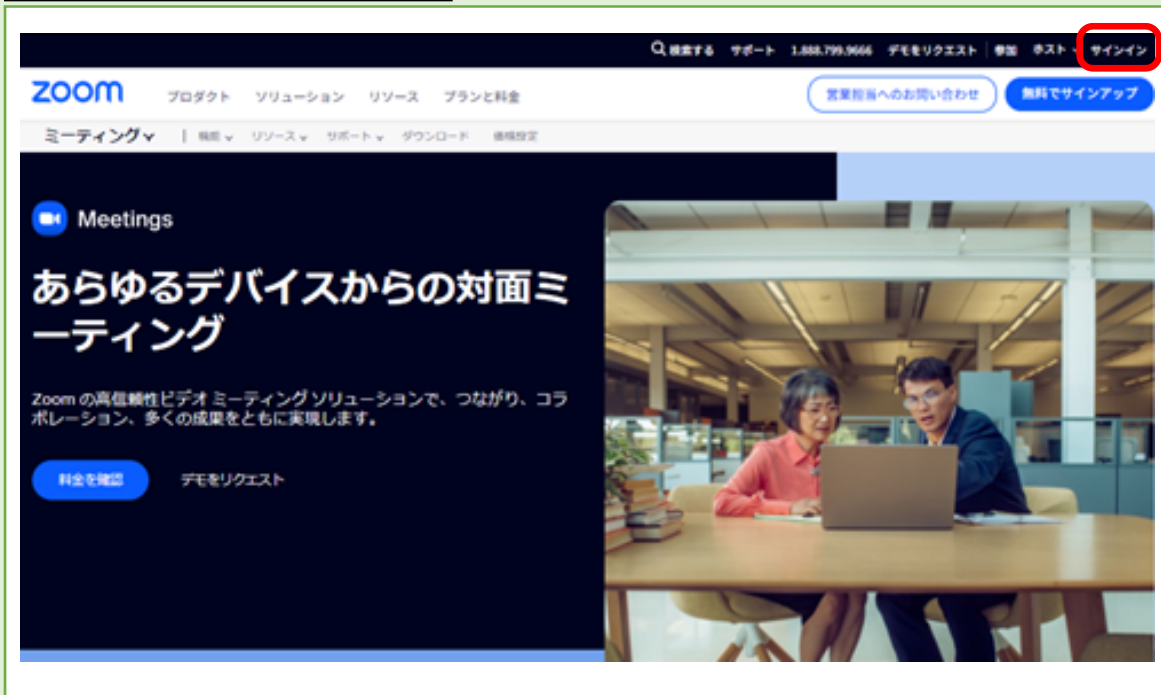 検索する サポート 1.888.799.9666 デモをリクエスト 参加 ホスト サインイン
zoom プロダクト ソリューション リソース プランと料金 営業担当へのお問い合わせ 無料でサインアップ
ミーティング | 機能 リソース サポート ダウンロード 価格設定
Meetings
あらゆるデバイスからの対面ミ
ーティング
Zoom の高信頼性ビデオ ミーティング ソリューションで、つながり、コラ
ボレーション、多くの成果をともに実現します。
料金を確認 デモをリクエスト